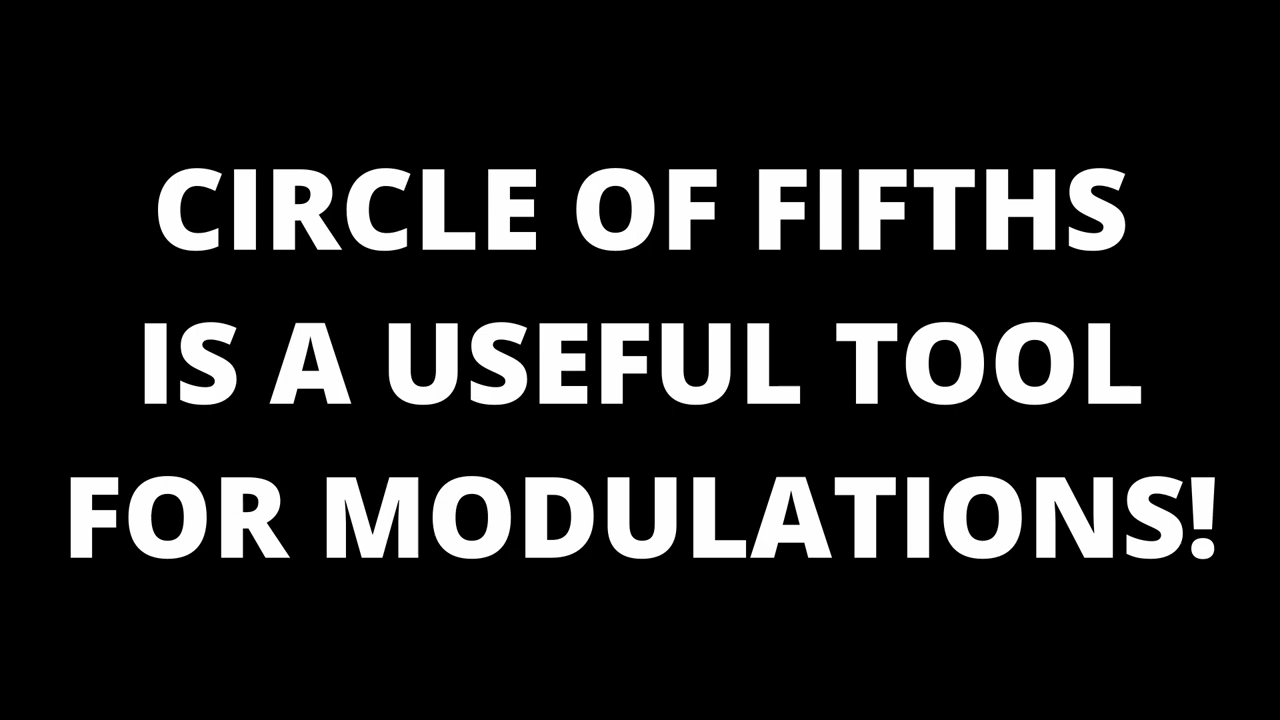 CIRCLE OF FIFTHS
IS A USEFUL TOOL
FOR MODULATIONS!